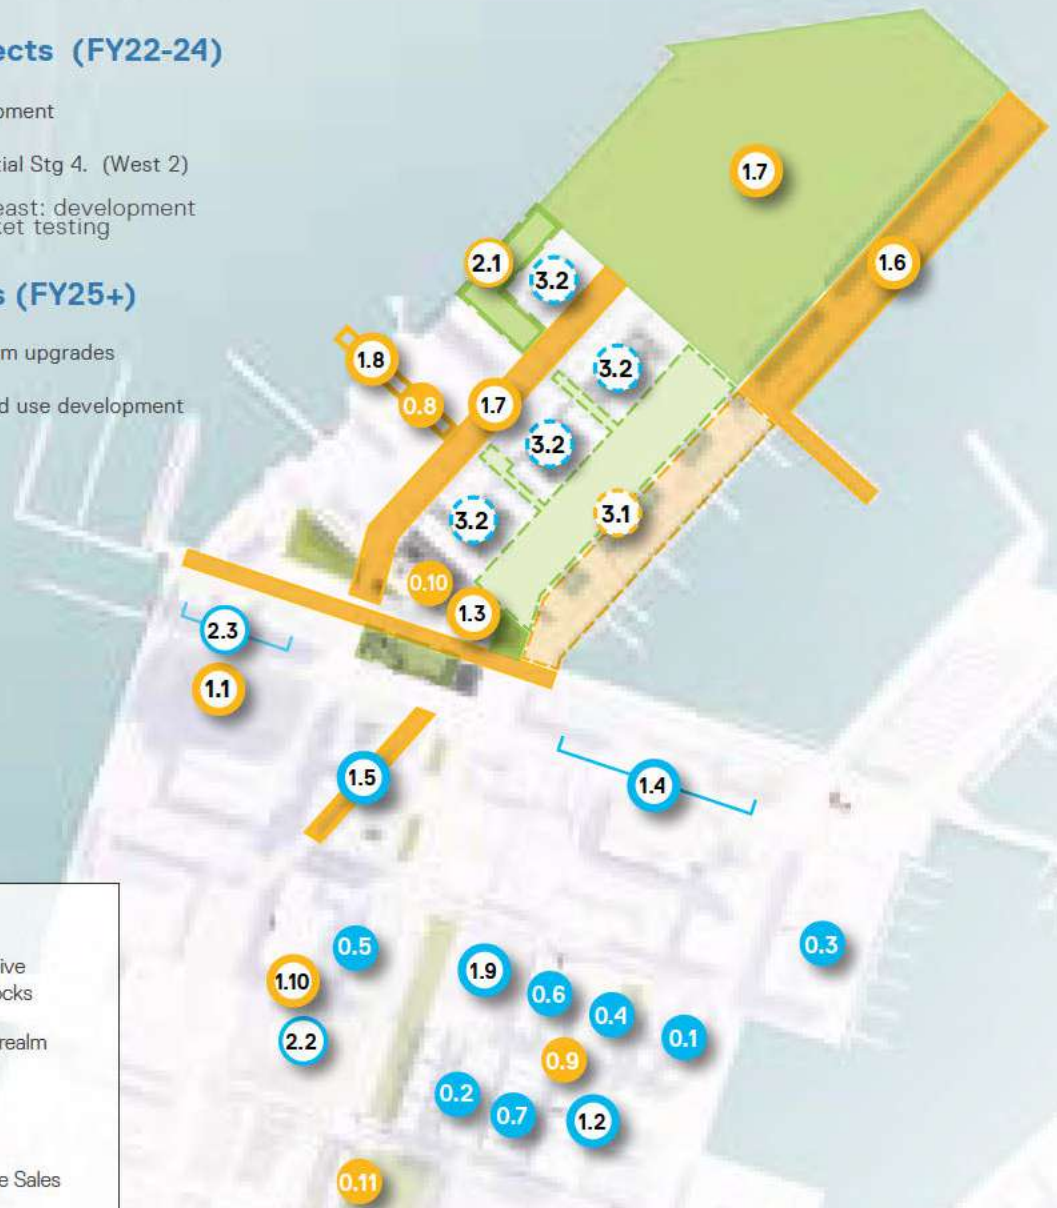 ects (FY22-24)
pment
tial Stg 4. (West 2)
east: development
ket testing
s (FY25+)
m upgrades
d use development
1.7
1.6
2.1
3.2
1.8
3.2
0.8
1.7
3.2
3.1
3.2
0.10
1.3
2.3
1.1
1.5
1.4
0.5
0.3
1.9
1.10
0.6
0.4
0.1
2.2
0.9
0.2
0.7
1.2
0.11
ive
ocks
realm
e Sales